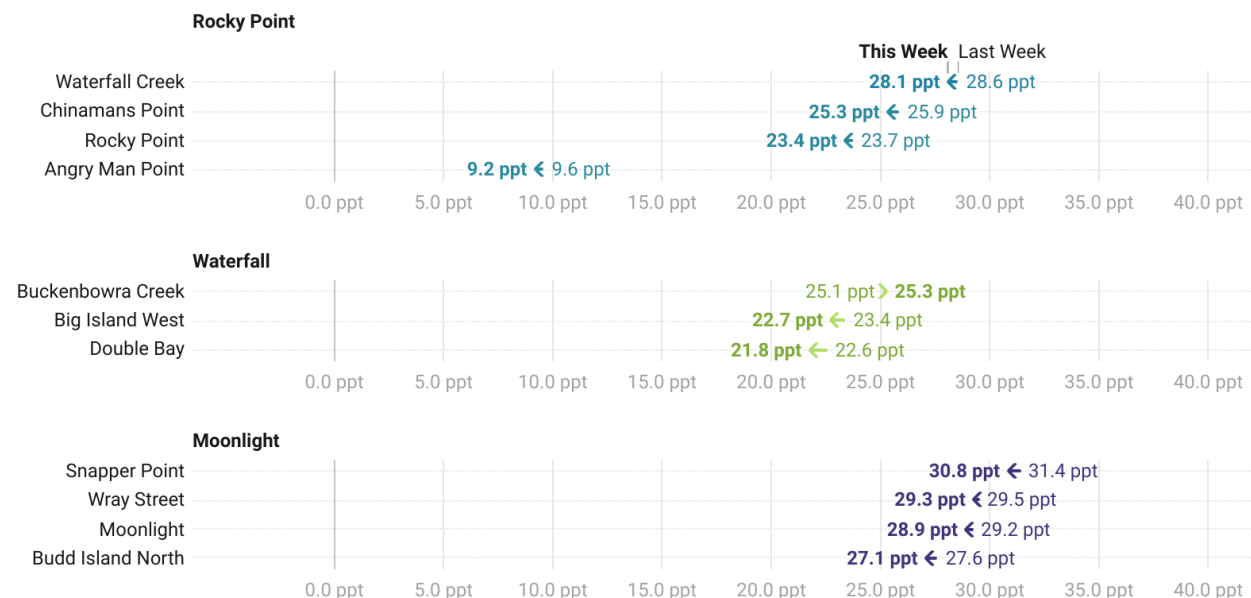 Rocky Point
This Week Last Week
Waterfall Creek 28.1 ppt 28.6 ppt
Chinamans Point 25.3 ppt 25.9 ppt
Rocky Point 23.4 ppt 23.7 ppt
Angry Man Point 9.2 ppt 9.6 ppt
0.0 ppt 5.0 ppt 10.0 ppt 15.0 ppt 20.0 ppt 25.0 ppt 30.0 ppt 35.0 ppt 40.0 ppt
Waterfall
Buckenbowra Creek 25.1 ppt 25.3 ppt
Big Island West 22.7 ppt 23.4 ppt
Double Bay 21.8 ppt 22.6 ppt
0.0 ppt 5.0 ppt 10.0 ppt 15.0 ppt 20.0 ppt 25.0 ppt 30.0 ppt 35.0 ppt 40.0 ppt
Moonlight
Snapper Point 30.8 ppt 31.4 ppt
Wray Street 29.3 ppt 29.5 ppt
Moonlight 28.9 ppt 29.2 ppt
Budd Island North 27.1 ppt 27.6 ppt
0.0 ppt 5.0 ppt 10.0 ppt 15.0 ppt 20.0 ppt 25.0 ppt 30.0 ppt 35.0 ppt 40.0 ppt